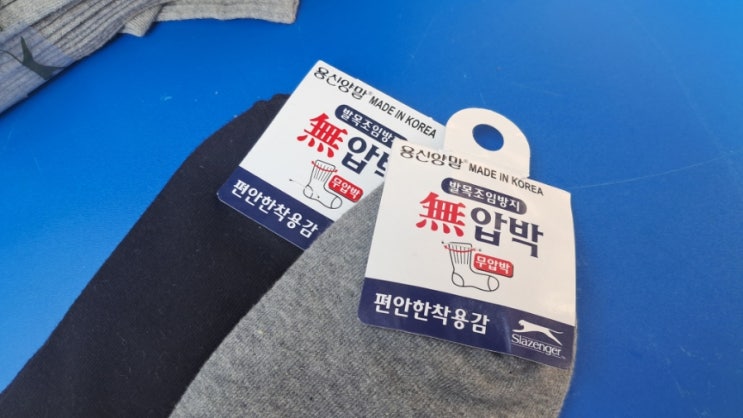 용신양말® MADE IN KOREA
발목조임방지
無압박
무압박
편안한착용감
용신양말® MADE IN KOREA
발목조임방지
無압박
무압박
편안한착용감
Slazenger